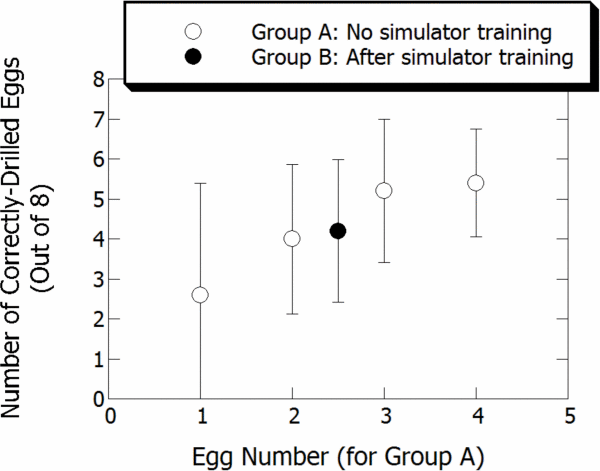 Group A: No simulator training
Group B: After simulator training
Number of Correctly-Drilled Eggs
(Out of 8)
8
7
6
5
4
3
2
1
0
0 1 2 3 4 5
Egg Number (for Group A)